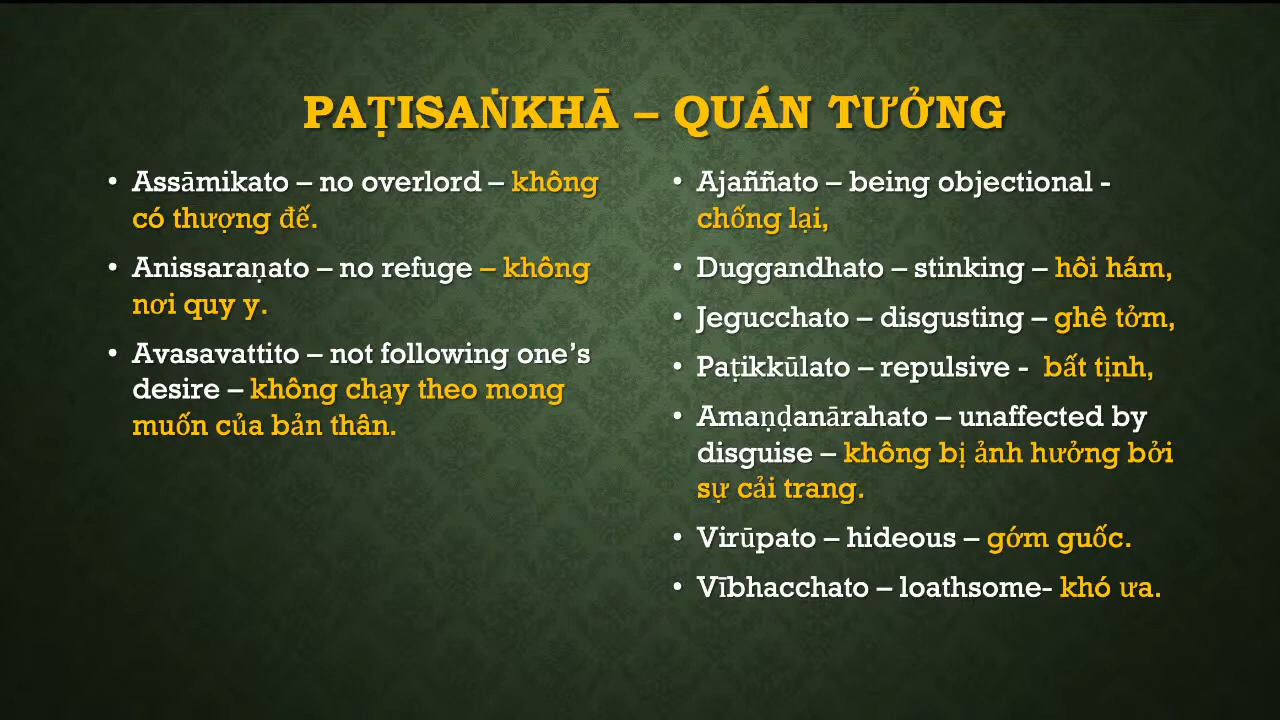 PAṬISAṄKHĀ – QUÁN TƯỞNG
• Assāmikato – no overlord – không
có thượng đế.
• Anissaraṇato – no refuge – không
nơi quy y.
• Avasavattito – not following one’s
desire – không chạy theo mong
muốn của bản thân.
• Ajaññato – being objectional -
chống lại,
• Duggandhato – stinking – hôi hám,
• Jegucchato – disgusting – ghê tởm,
• Paṭikkūlato – repulsive -  bất tịnh,
• Amaṇḍanārahato – unaffected by
disguise – không bị ảnh hưởng bởi
sự cải trang.
• Virūpato – hideous – gớm guốc.
• Vībhacchato – loathsome- khó ưa.